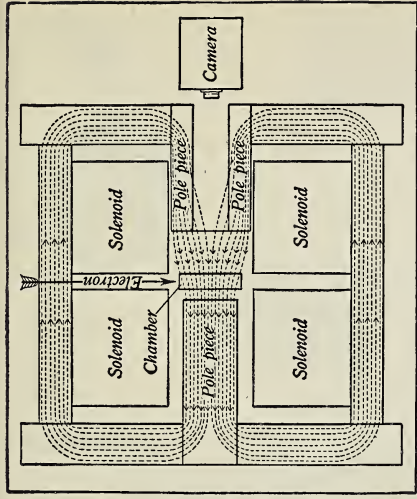 Camera
Pole piece
Pole piece
Solenoid
Solenoid
Electron
Chamber
Solenoid
Pole piece
Solenoid